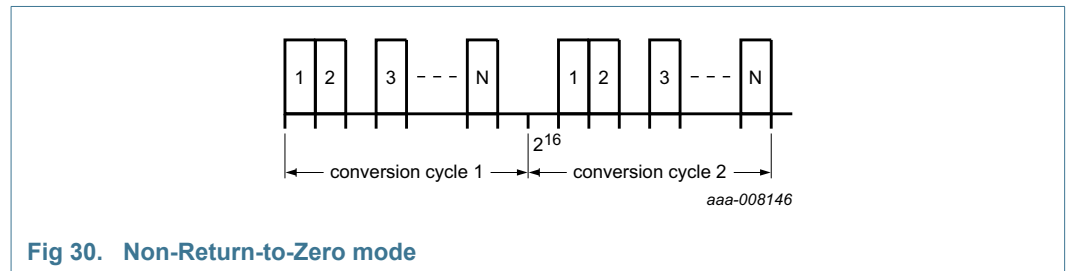 1 2 3 --- N 1 2 3 --- N
2^16
conversion cycle 1 conversion cycle 2
aaa-008146
Fig 30. Non-Return-to-Zero mode